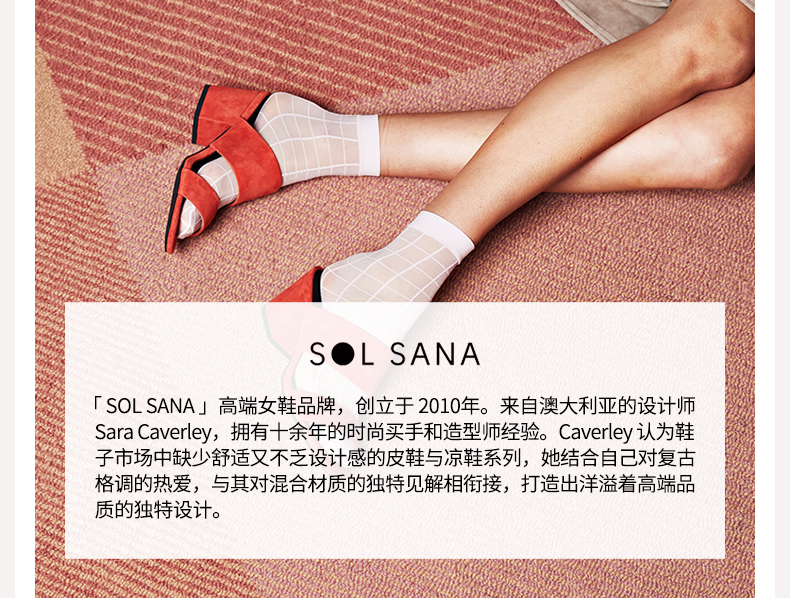 SOL SANA
「 SOL SANA 」高端女鞋品牌，创立于 2010年。来自澳大利亚的设计师
Sara Caverley，拥有十余年的时尚买手和造型师经验。Caverley 认为鞋
子市场中缺少舒适又不乏设计感的皮鞋与凉鞋系列，她结合自己对复古
格调的热爱，与其对混合材质的独特见解相衔接，打造出洋溢着高端品
质的独特设计。